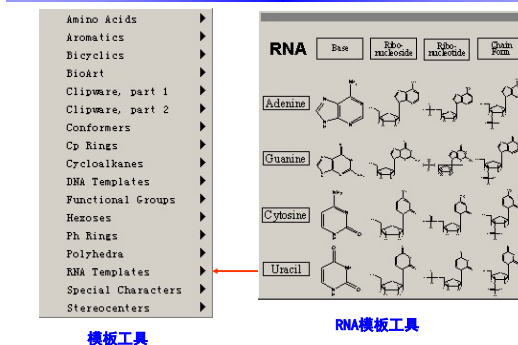 Amino Acids
Aromatics
Bicyclics
BioArt
Clipware, part 1
Clipware, part 2
Conformers
Cp Rings
Cycloalkanes
DNA Templates
Functional Groups
Hexoses
Ph Rings
Polyhedra
RNA Templates
Special Characters
Stereocenters
模板工具
RNA Base Ribo-nucleoside Ribo-nucleotide Chain Form
Adenine
Guanine
Cytosine
Uracil
RNA模板工具